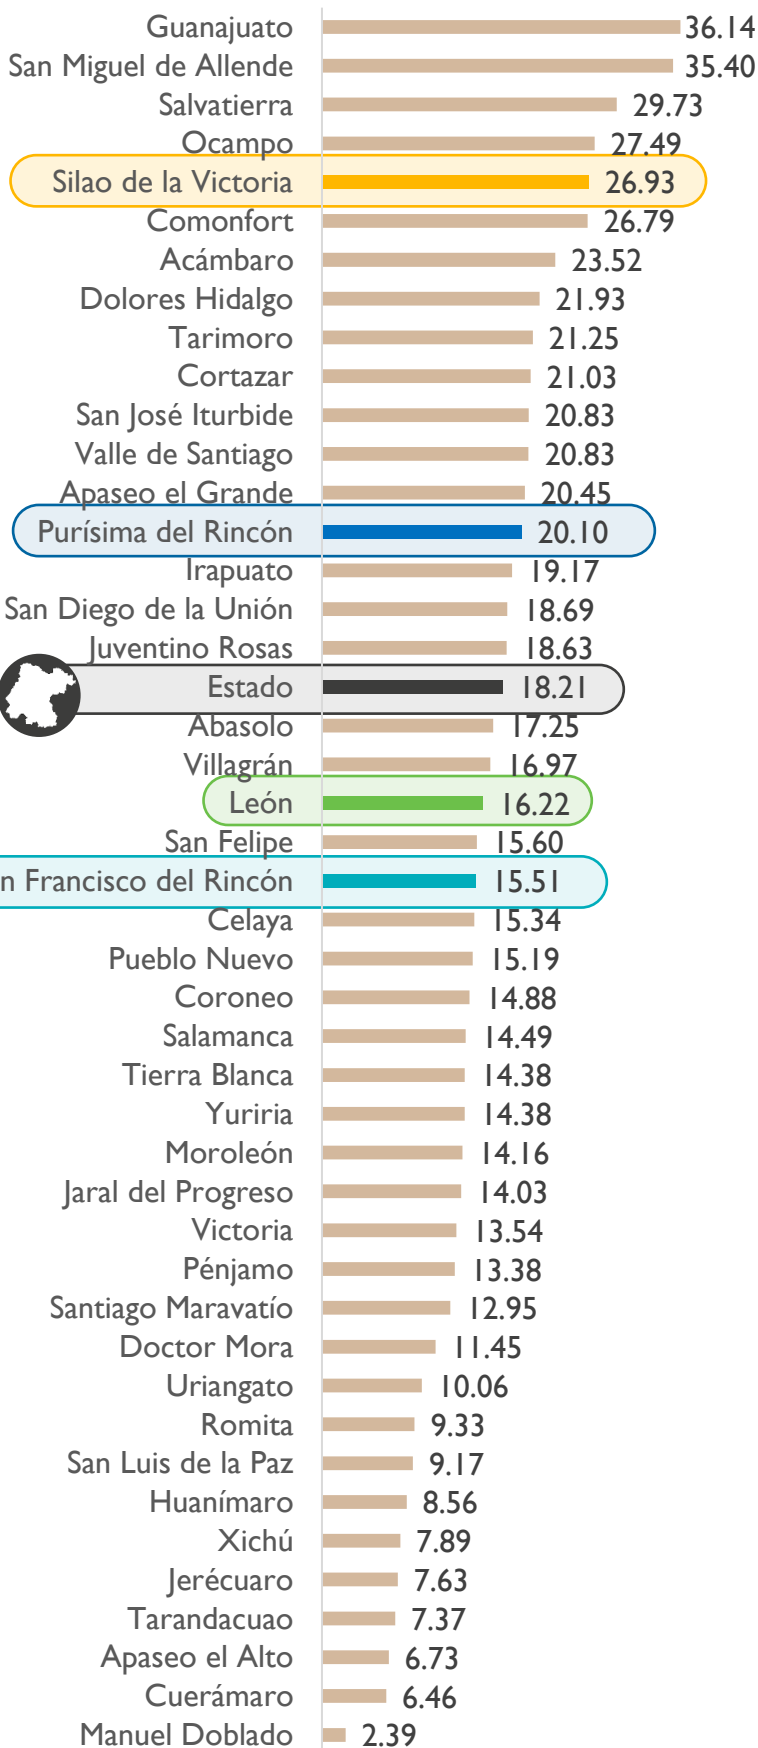 Guanajuato 36.14
San Miguel de Allende 35.40
Salvatierra 29.73
Ocampo 27.49
Silao de la Victoria 26.93
Comonfort 26.79
Acámbaro 23.52
Dolores Hidalgo 21.93
Tarimoro 21.25
Cortazar 21.03
San José Iturbide 20.83
Valle de Santiago 20.83
Apaseo el Grande 20.45
Purísima del Rincón 20.10
Irapuato 19.17
San Diego de la Unión 18.69
Juventino Rosas 18.63
Estado 18.21
Abasolo 17.25
Villagrán 16.97
León 16.22
San Felipe 15.60
n Francisco del Rincón 15.51
Celaya 15.34
Pueblo Nuevo 15.19
Coroneo 14.88
Salamanca 14.49
Tierra Blanca 14.38
Yuriria 14.38
Moroleón 14.16
Jaral del Progreso 14.03
Victoria 13.54
Pénjamo 13.38
Santiago Maravatío 12.95
Doctor Mora 11.45
Uriangato 10.06
Romita 9.33
San Luis de la Paz 9.17
Huanímaro 8.56
Xichú 7.89
Jerécuaro 7.63
Tarandacuao 7.37
Apaseo el Alto 6.73
Cuerámaro 6.46
Manuel Doblado 2.39